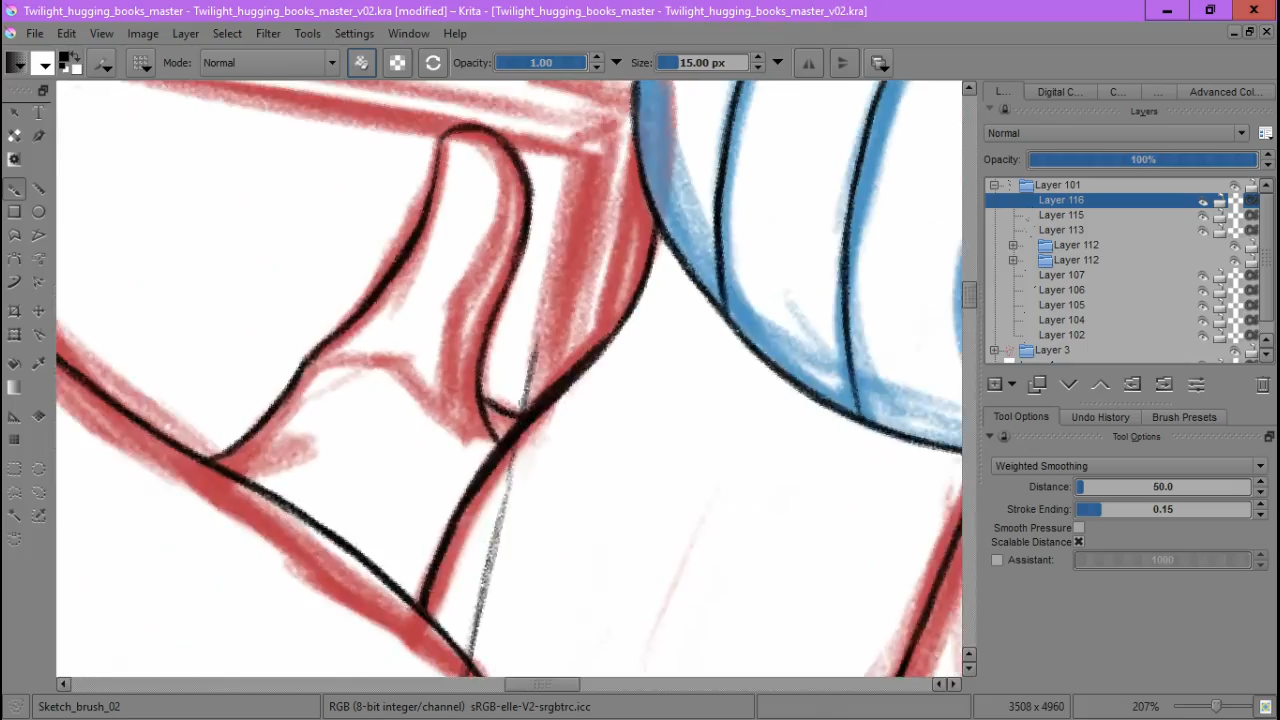 Twilight_hugging_books_master - Twilight_hugging_books_master_v02.kra [modified] – Krita - [Twilight_hugging_books_master - Twilight_hugging_books_master_v02.kra]
File Edit View Image Layer Select Filter Tools Settings Window Help
Mode: Normal Opacity: 1.00 Size: 15.00 px
L... Digital C... C... ... Advanced Col...
Layers
Normal
Opacity: 100%
Layer 101
Layer 116
Layer 115
Layer 113
Layer 112
Layer 112
Layer 107
Layer 106
Layer 105
Layer 104
Layer 102
Layer 3
Tool Options Undo History Brush Presets
Tool Options
Weighted Smoothing
Distance: 50.0
Stroke Ending: 0.15
Smooth Pressure
Scalable Distance
Assistant: 1000
Sketch_brush_02 RGB (8-bit integer/channel) sRGB-elle-V2-srgbtrc.icc 3508 x 4960 207%